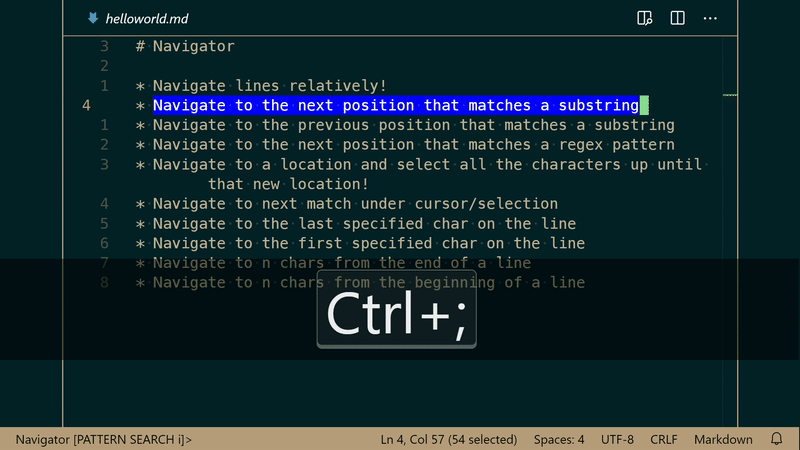 helloworld.md
3 # Navigator
2
1 * Navigate lines relatively!
4 * Navigate to the next position that matches a substring
1 * Navigate to the previous position that matches a substring
2 * Navigate to the next position that matches a regex pattern
3 * Navigate to a location and select all the characters up until
that new location!
4 * Navigate to next match under cursor/selection
5 * Navigate to the last specified char on the line
6 * Navigate to the first specified char on the line
7 * Navigate to n chars from the end of a line
8 * Navigate to n chars from the beginning of a line
Ctrl+;
Navigator [PATTERN SEARCH i]> Ln 4, Col 57 (54 selected) Spaces: 4 UTF-8 CRLF Markdown